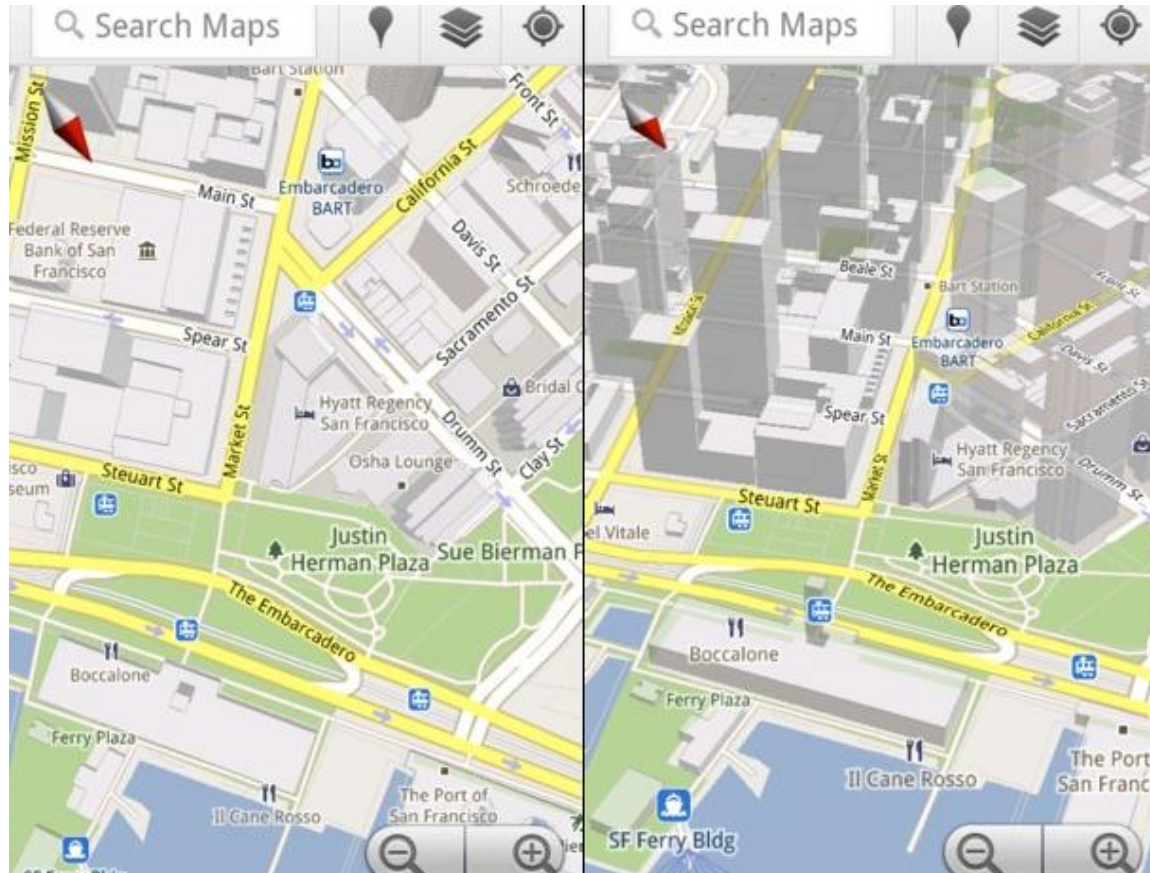 Search Maps
Bart Station
Mission St
Front St
California St
Embarcadero
BART
Schroede
Main St
Federal Reserve
Bank of San
Francisco
Davis St
Sacramento St
Spear St
Bridal
Hyatt Regency
San Francisco
Drumm St
Clay St
Market St
Osha Lounge
Steuart St
isco
seum
Justin
Herman Plaza
Sue Bierman P
The Embarcadero
Boccalone
Ferry Plaza
Il Cane Rosso
The Port of
San Francisco
Search Maps
Mission St
Beale St
Bart Station
Front St
California St
Main St
Embarcadero
BART
Davis St
Sacramento St
Spear St
Hyatt Regency
San Francisco
Market St
Drumm St
Steuart St
el Vitale
Justin
Herman Plaza
The Embarcadero
Boccalone
Ferry Plaza
Il Cane Rosso
The Port
San Franc
SF Ferry Bldg